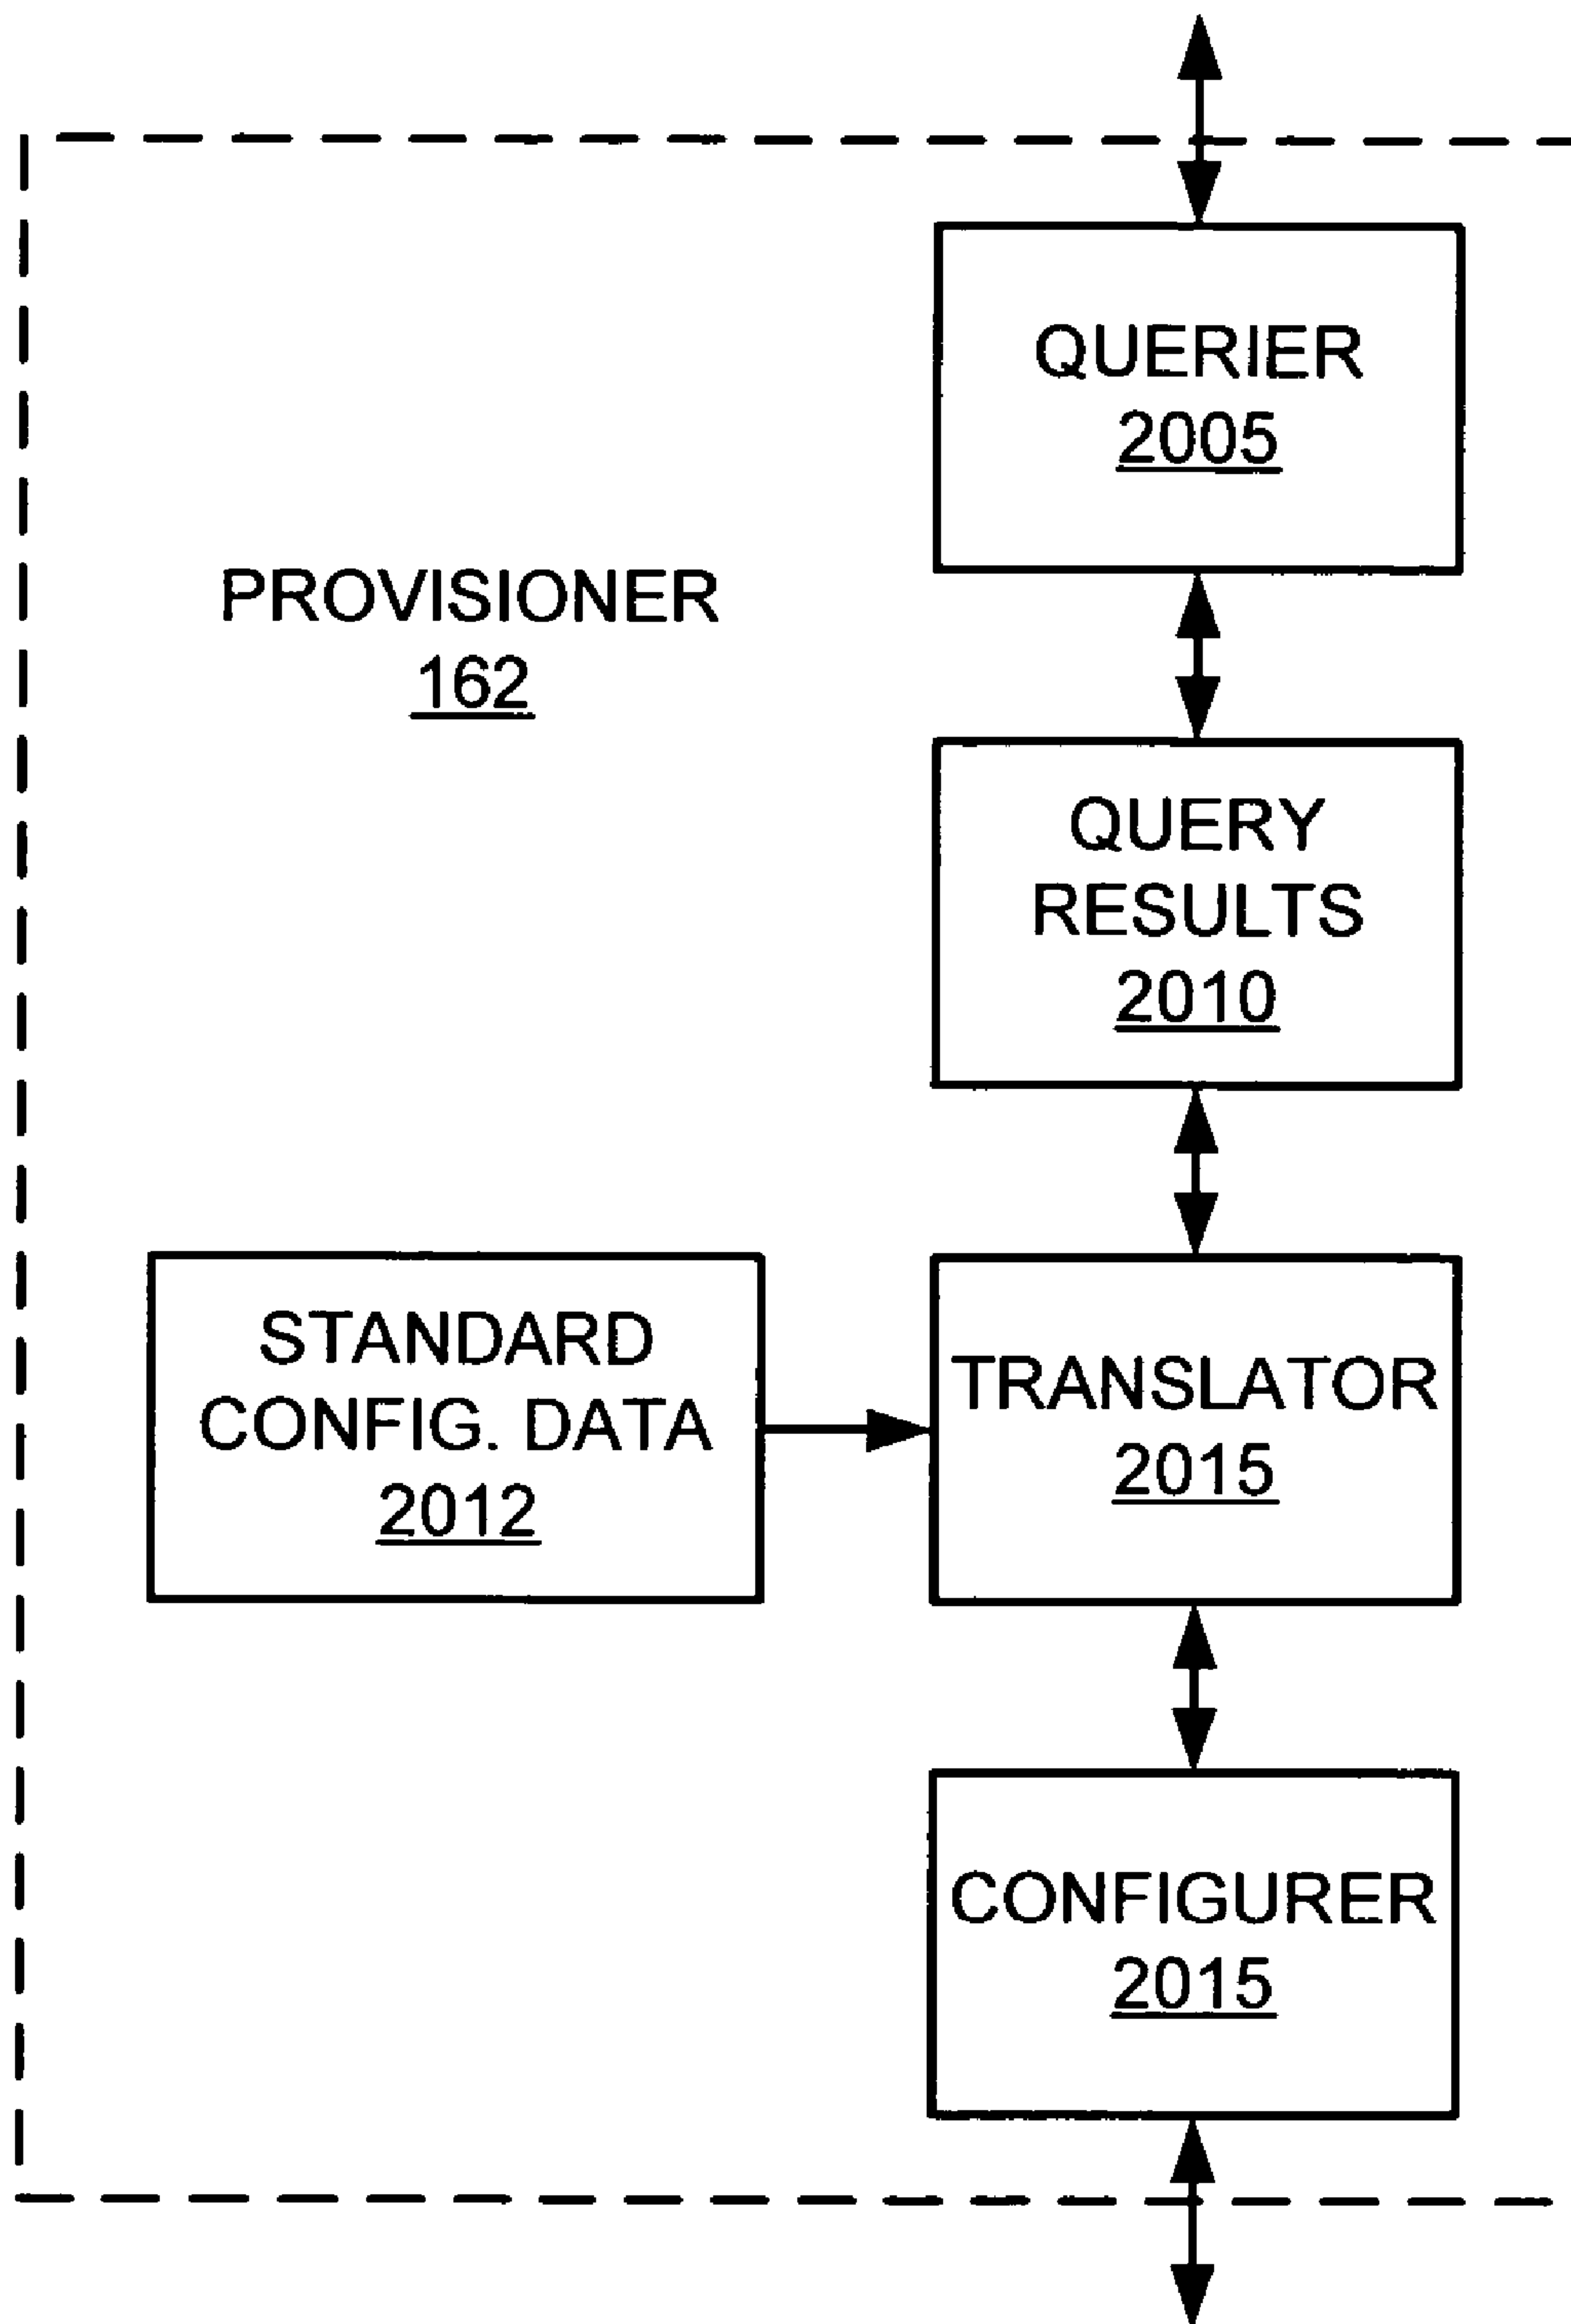 QUERIER
2005
PROVISIONER
162
QUERY
RESULTS
2010
STANDARD
CONFIG. DATA
2012
TRANSLATOR
2015
CONFIGURER
2015